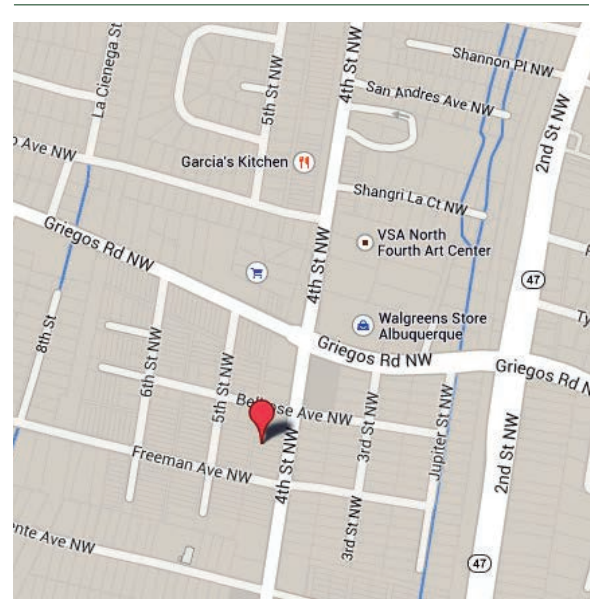 La Cienega St
5th St NW
4th St NW
Shannon Pl NW
San Andres Ave NW
2nd St NW
Ave NW
Garcia's Kitchen
Shangri La Ct NW
Griegos Rd NW
VSA North
Fourth Art Center
4th St NW
47
Walgreens Store
Albuquerque
Griegos Rd NW
Griegos Rd N
8th St
6th St NW
5th St NW
Ave NW
3rd St NW
Jupiter St NW
Freeman Ave NW
4th St NW
2nd St NW
3rd St NW
Ave NW
47